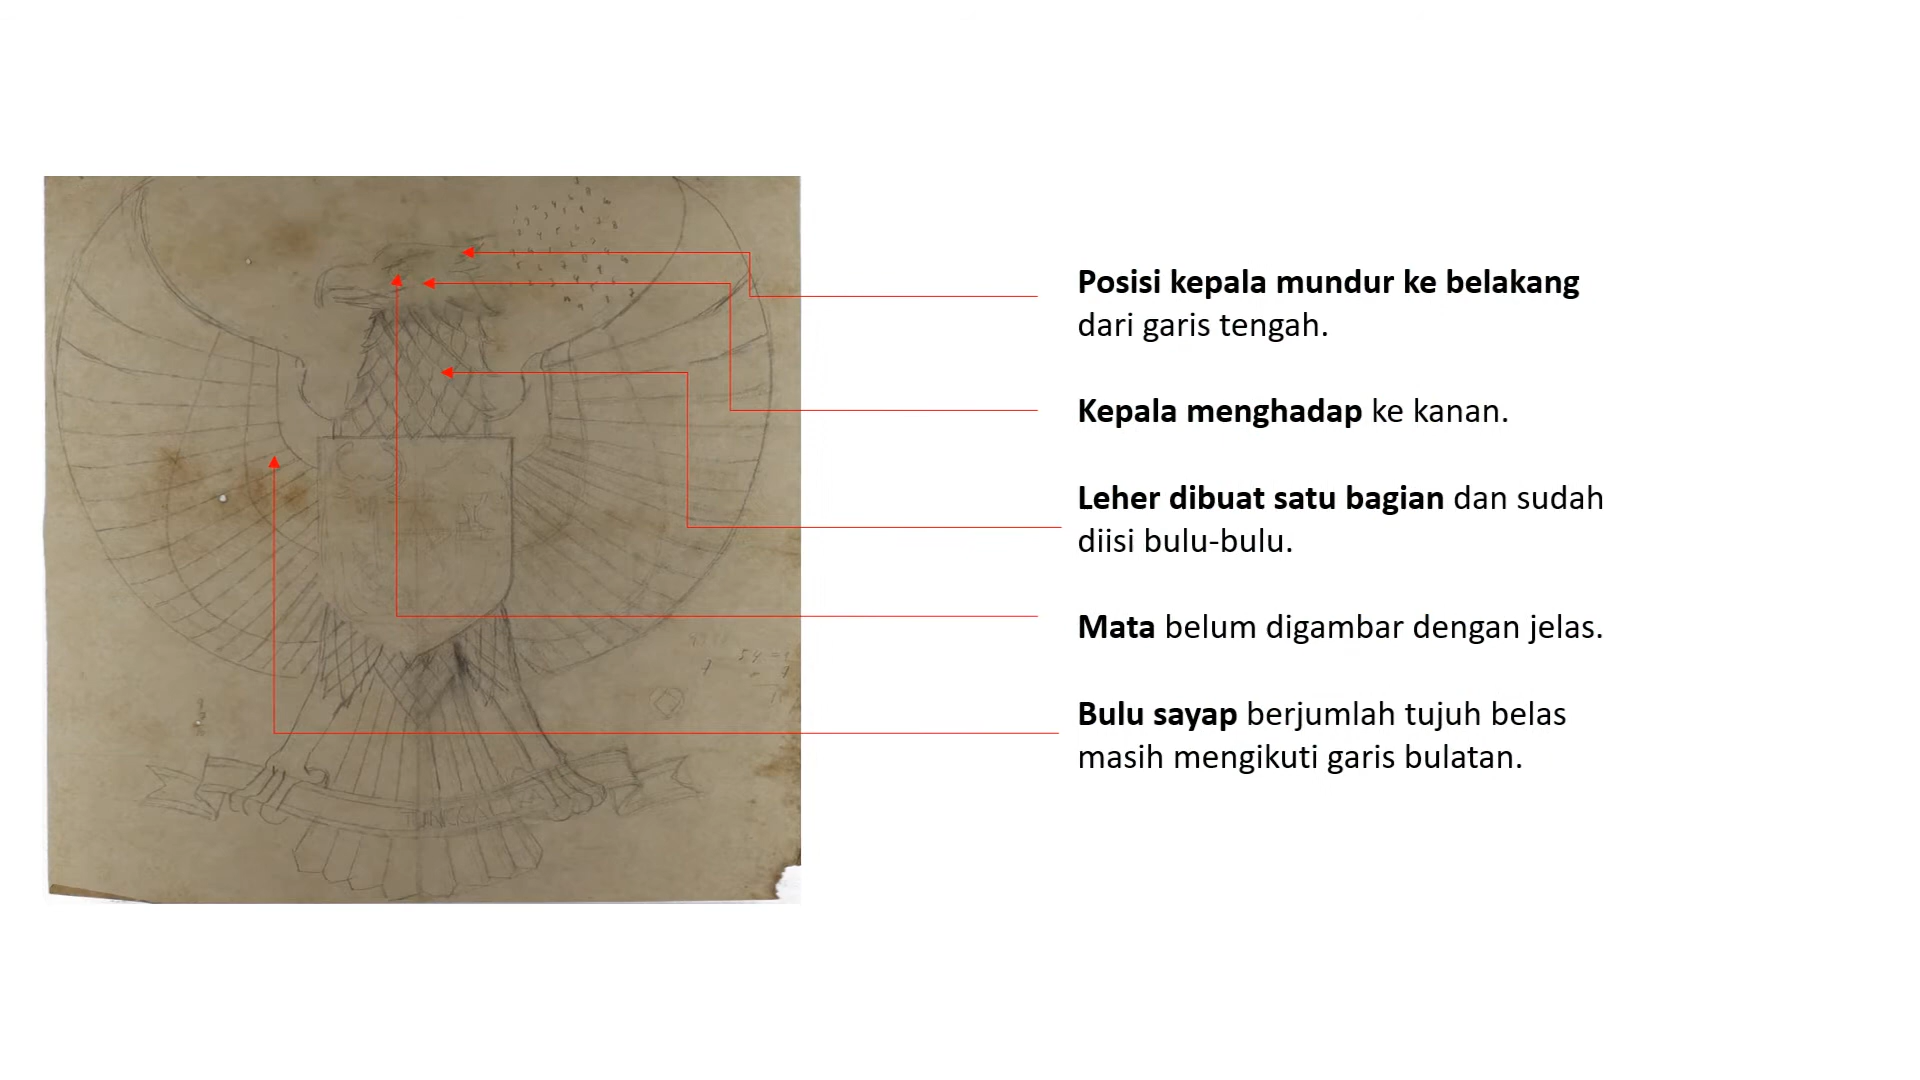 Posisi kepala mundur ke belakang
dari garis tengah.
Kepala menghadap ke kanan.
Leher dibuat satu bagian dan sudah
diisi bulu-bulu.
Mata belum digambar dengan jelas.
Bulu sayap berjumlah tujuh belas
masih mengikuti garis bulatan.
TUNGGAL